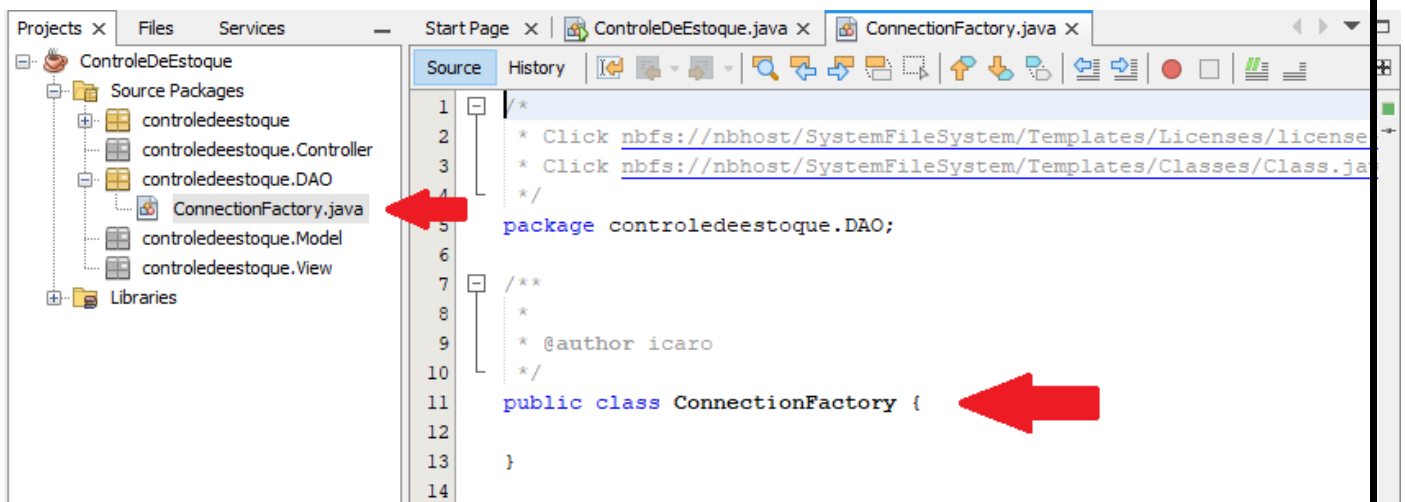 Projects Files Services
Start Page ControleDeEstoque.java ConnectionFactory.java
ControleDeEstoque
Source Packages
controledeestoque
controledeestoque.Controller
controledeestoque.DAO
ConnectionFactory.java
controledeestoque.Model
controledeestoque.View
Libraries
Source History
1 /*
2 * Click nbfs://nbhost/SystemFileSystem/Templates/Licenses/license
3 * Click nbfs://nbhost/SystemFileSystem/Templates/Classes/Class.ja
4 */
5 package controledeestoque.DAO;
6
7 /**
8 *
9 * @author icaro
10 */
11 public class ConnectionFactory {
12
13 }
14